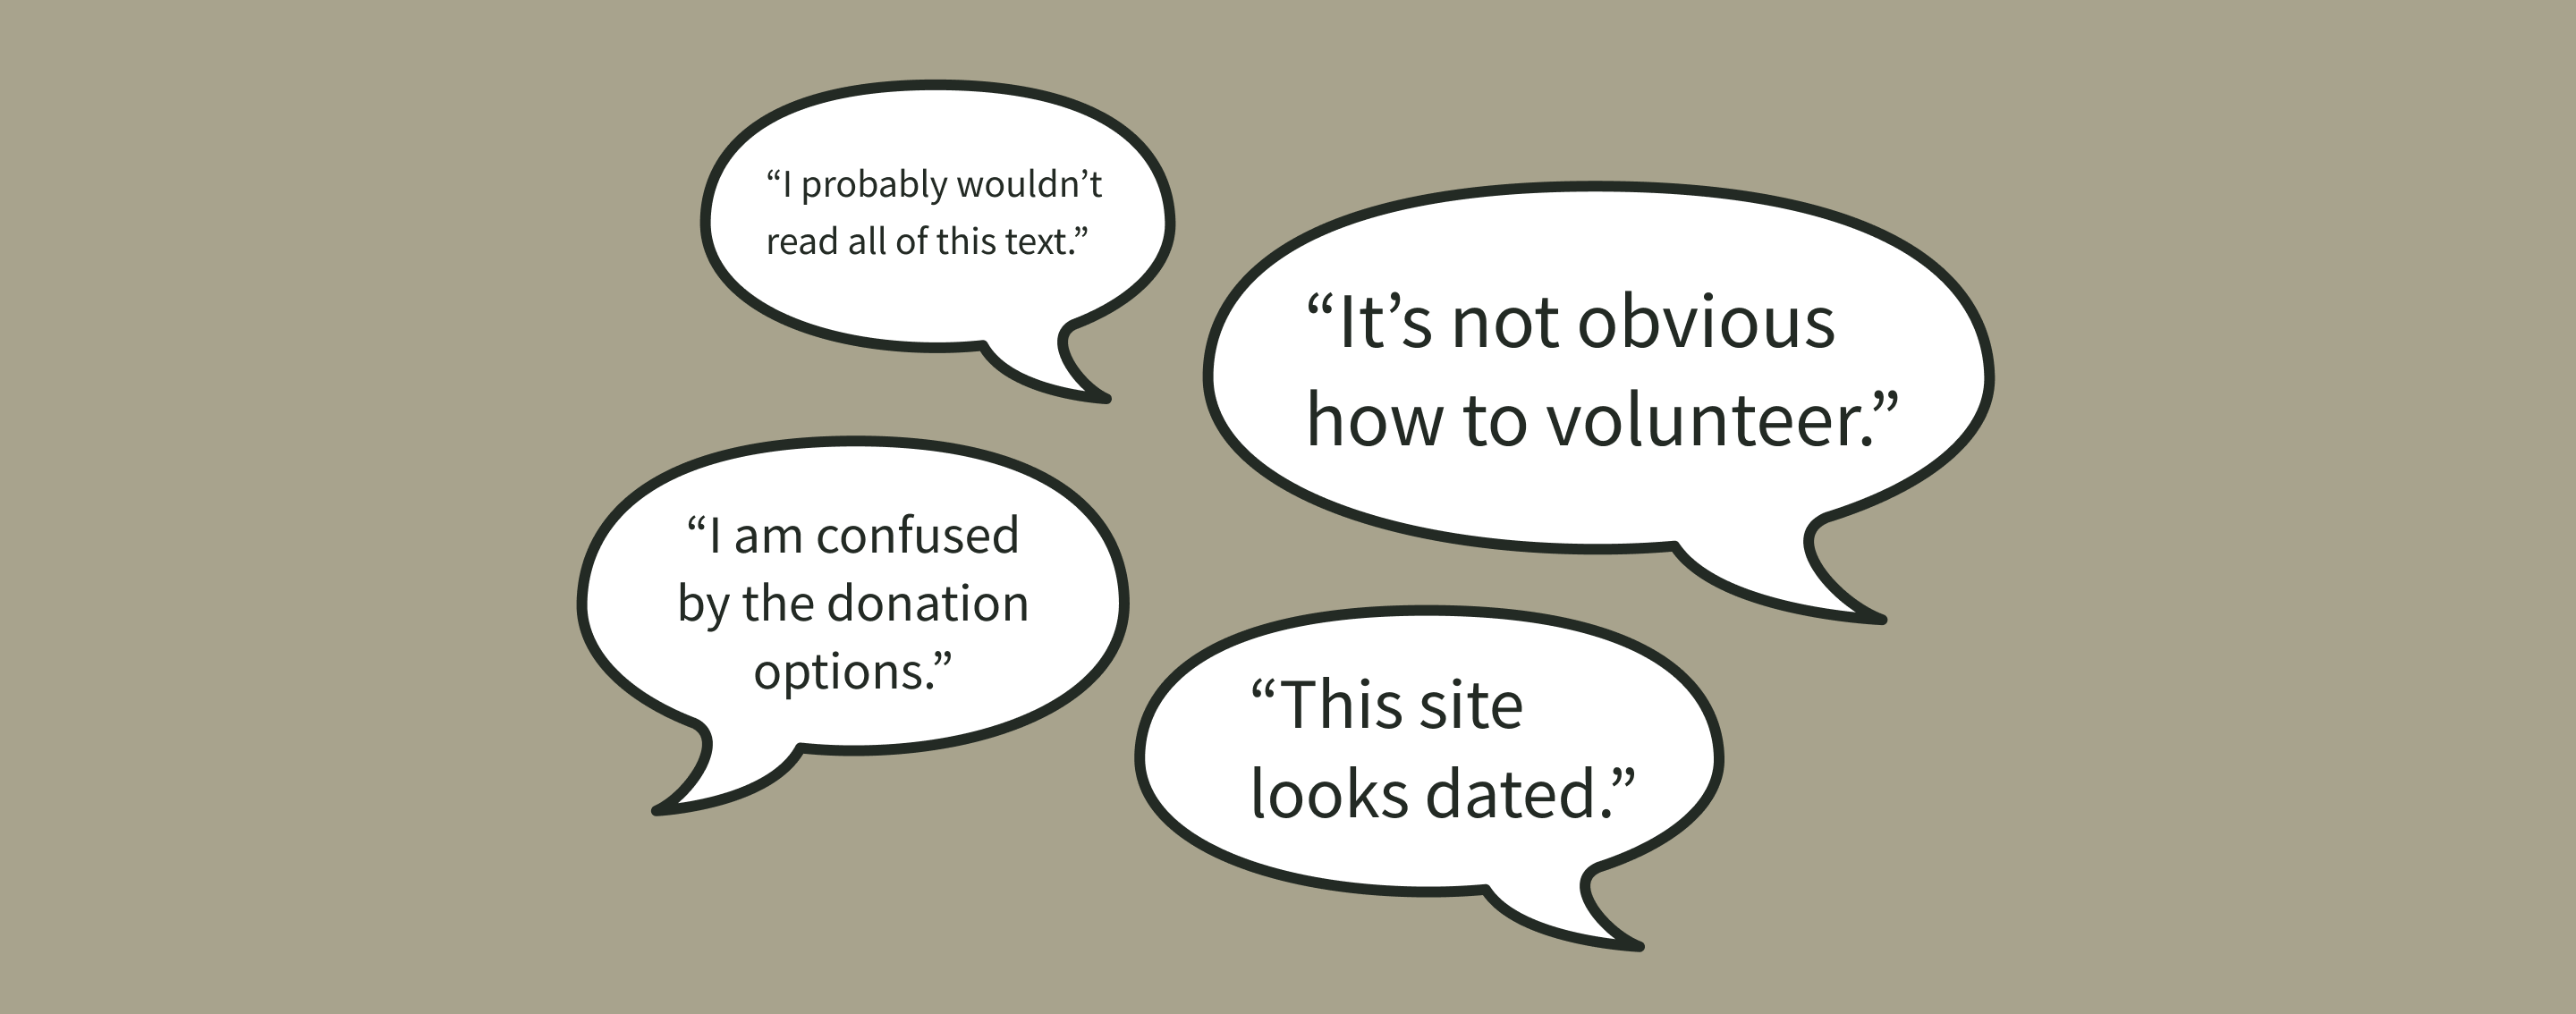 “I probably wouldn’t
read all of this text.”
“It’s not obvious
how to volunteer.”
“I am confused
by the donation
options.”
“This site
looks dated.”